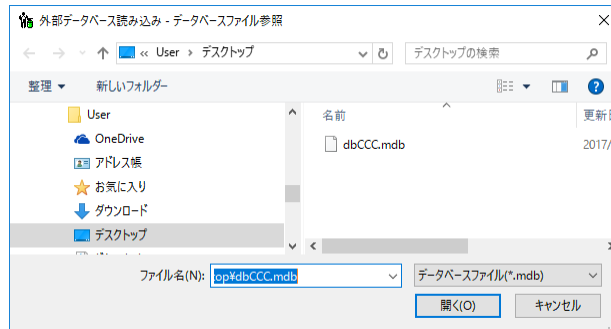 外部データベース読み込み - データベースファイル参照
« User › デスクトップ
デスクトップの検索
整理
新しいフォルダー
User
OneDrive
アドレス帳
お気に入り
ダウンロード
デスクトップ
名前
更新
dbCCC.mdb
2017/
ファイル名(N):
op¥dbCCC.mdb
データベースファイル(*.mdb)
開く(O)
キャンセル